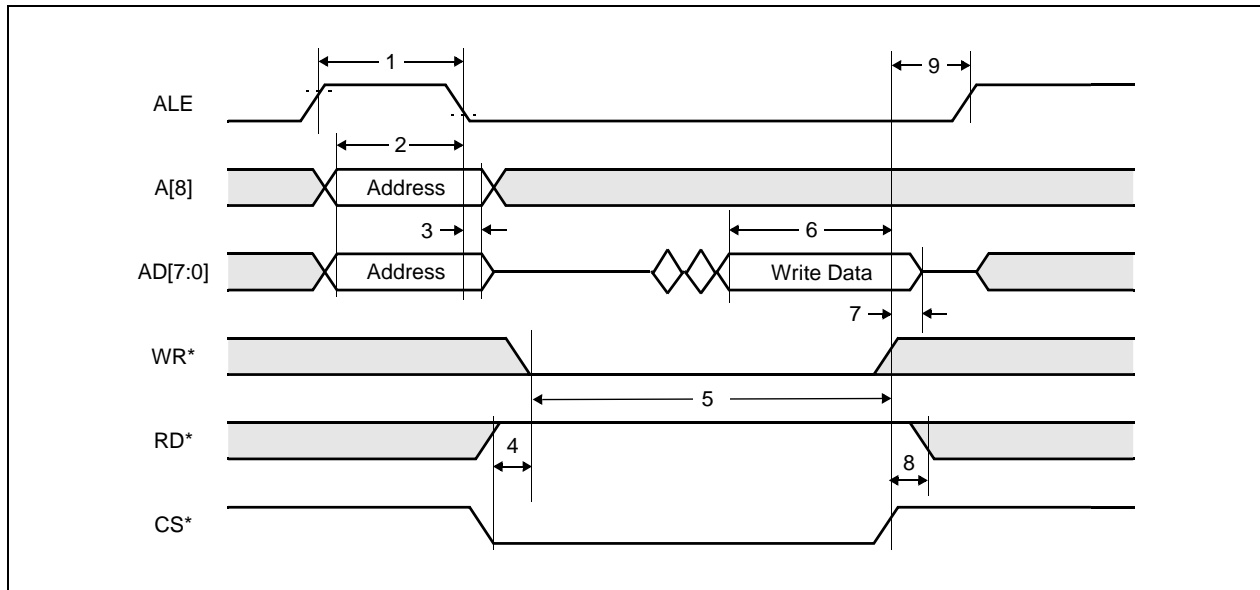 1
9
ALE
2
A[8]
Address
3
6
AD[7:0]
Address
Write Data
7
WR*
5
RD*
4
8
CS*